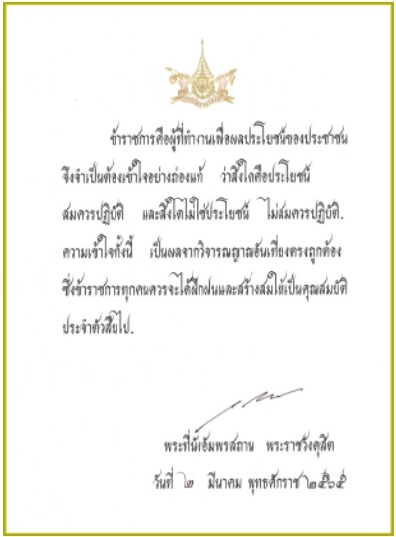 ข้าราชการคือผู้ที่ทำงานเพื่อผลประโยชน์ของประชาชน
จึงจำเป็นต้องเข้าใจอย่างถ่องแท้ ว่าสิ่งใดคือประโยชน์
สมควรปฏิบัติ และสิ่งใดไม่ใช่ประโยชน์ ไม่สมควรปฏิบัติ.
ความเข้าใจทั้งนี้ เป็นผลจากวิจารณญาณอันเที่ยงตรงถูกต้อง
ซึ่งข้าราชการทุกคนควรจะได้ฝึกฝนและสร้างสมให้เป็นคุณสมบัติ
ประจำตัวสืบไป.
พระที่นั่งอัมพรสถาน พระราชวังดุสิต
วันที่ ๒ มีนาคม พุทธศักราช ๒๕๖๕